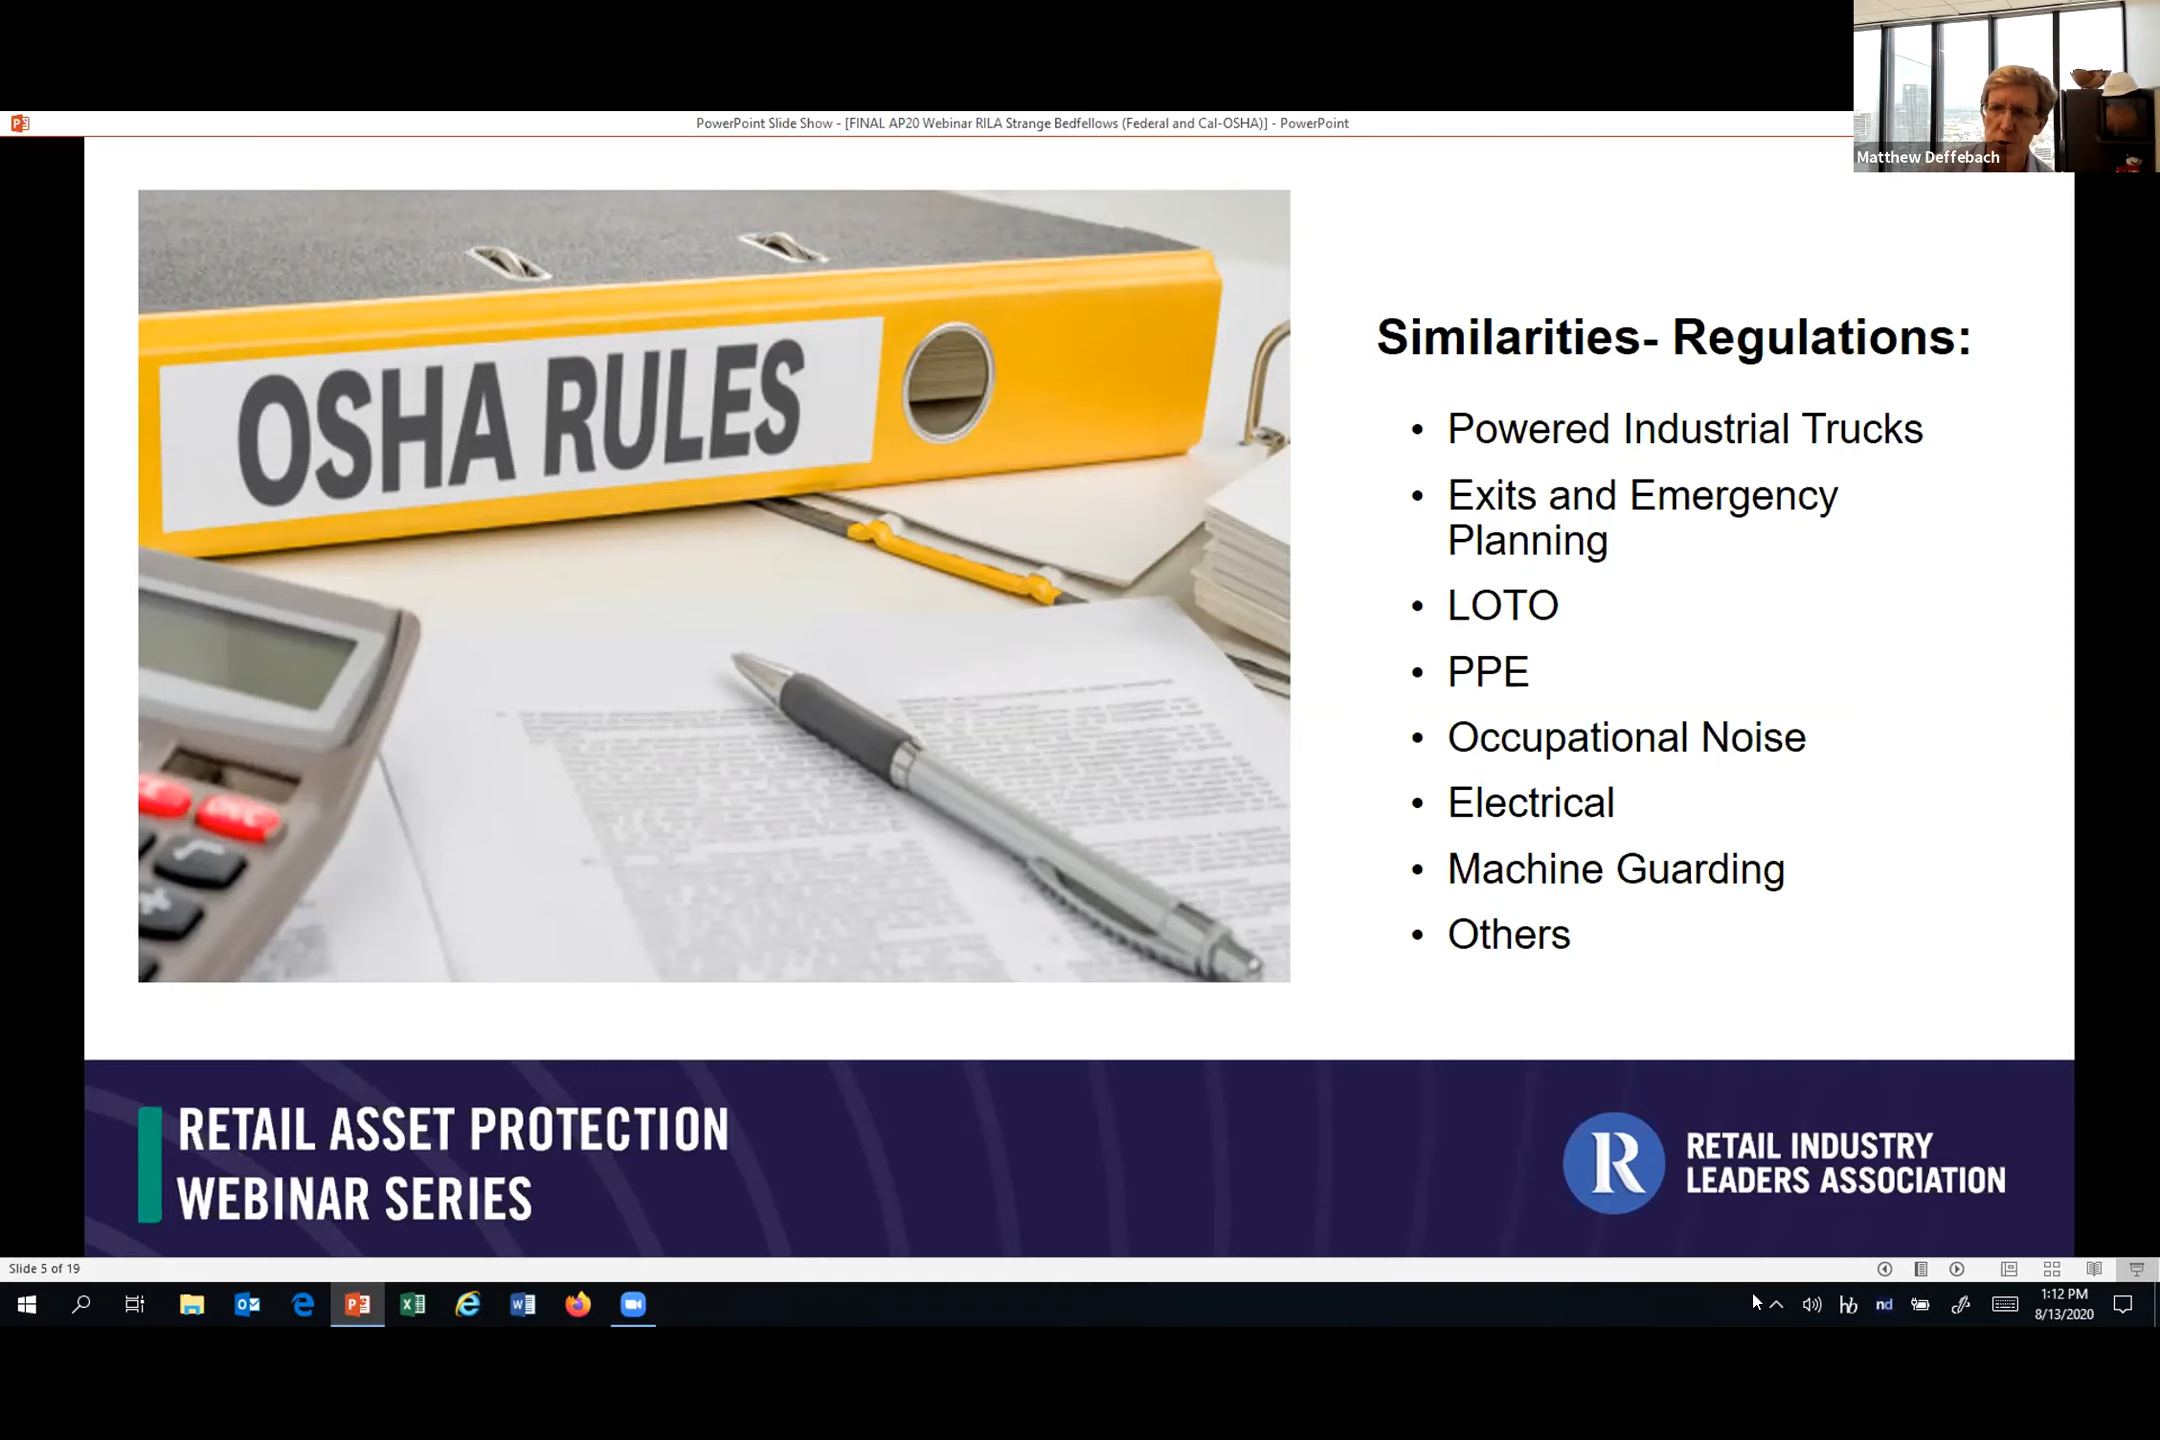 PowerPoint Slide Show - [FINAL AP20 Webinar RILA Strange Bedfellows (Federal and Cal-OSHA)] - PowerPoint
Matthew Deffebach
OSHA RULES
Similarities- Regulations:
• Powered Industrial Trucks
• Exits and Emergency
Planning
• LOTO
• PPE
• Occupational Noise
• Electrical
• Machine Guarding
• Others
RETAIL ASSET PROTECTION
WEBINAR SERIES
R
RETAIL INDUSTRY
LEADERS ASSOCIATION
Slide 5 of 19
hb
nd
1:12 PM
8/13/2020